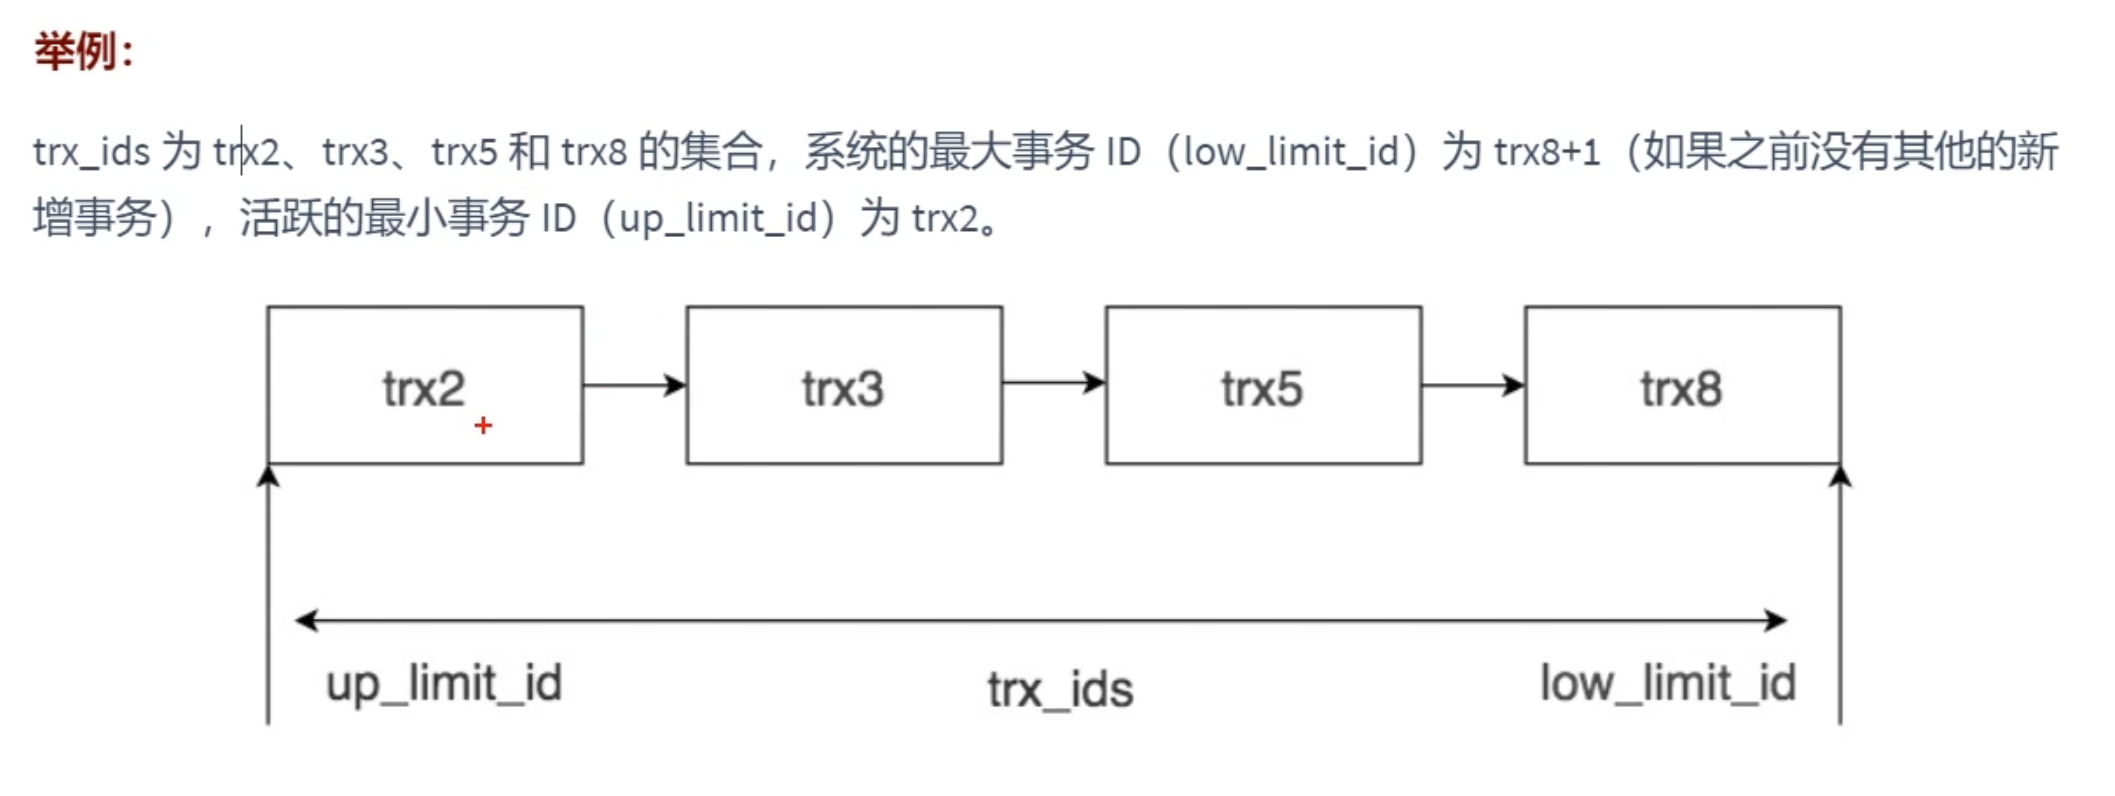 举例：
trx_ids 为 trx2、trx3、trx5 和 trx8 的集合，系统的最大事务 ID（low_limit_id）为 trx8+1（如果之前没有其他的新
增事务），活跃的最小事务 ID（up_limit_id）为 trx2。
trx2 trx3 trx5 trx8
up_limit_id trx_ids low_limit_id